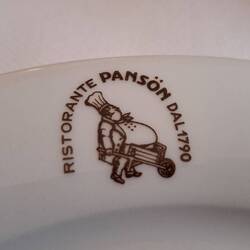 RISTORANTE PANSÖN DAL 1790